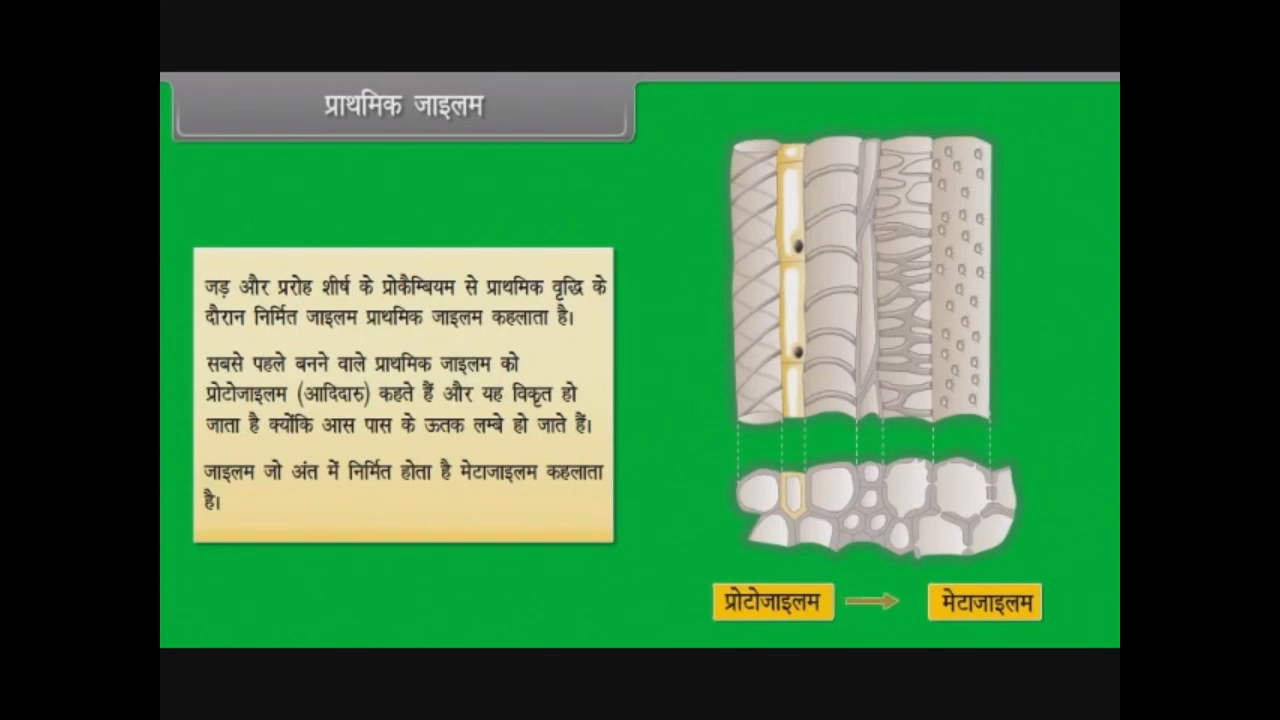 प्राथमिक जाइलम
जड़ और प्ररोह शीर्ष के प्रोकैम्बियम से प्राथमिक वृद्धि के
दौरान निर्मित जाइलम प्राथमिक जाइलम कहलाता है।
सबसे पहले बनने वाले प्राथमिक जाइलम को
प्रोटोजाइलम (आदिदारु) कहते हैं और यह विकृत हो
जाता है क्योंकि आस पास के ऊतक लम्बे हो जाते हैं।
जाइलम जो अंत में निर्मित होता है मेटाजाइलम कहलाता
है।
प्रोटोजाइलम
मेटाजाइलम